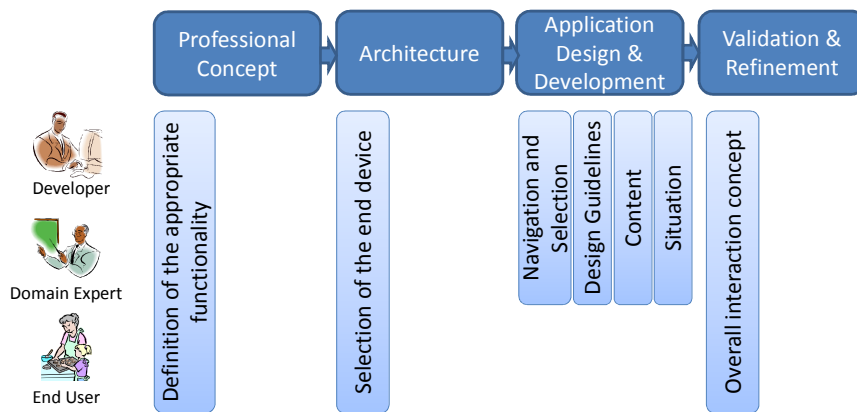 Professional
Concept
Architecture
Application
Design &
Development
Validation &
Refinement
Developer
Domain Expert
End User
Definition of the appropriate
functionality
Selection of the end device
Navigation and
Selection
Design Guidelines
Content
Situation
Overall interaction concept